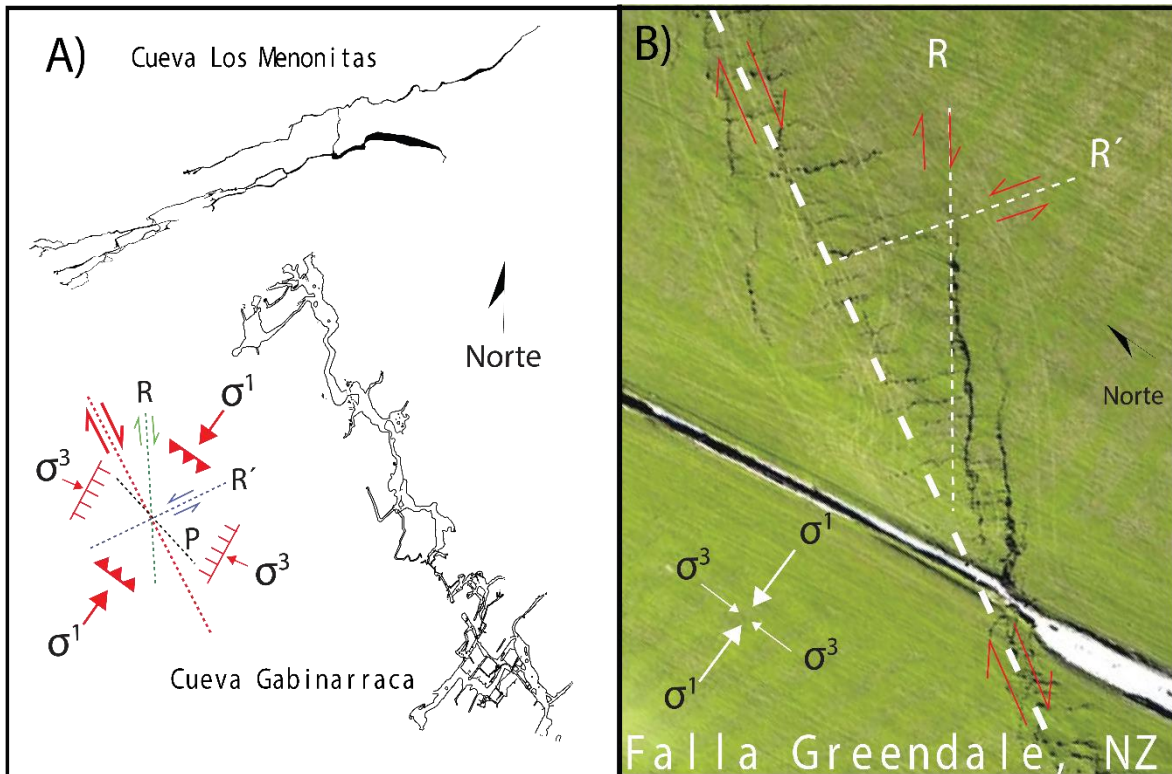 A)
Cueva Los Menonitas
Norte
R
σ1
σ3
R´
P
σ3
σ1
Cueva Gabinarraca
B)
R
R´
Norte
σ1
σ3
σ3
σ1
Falla Greendale, NZ